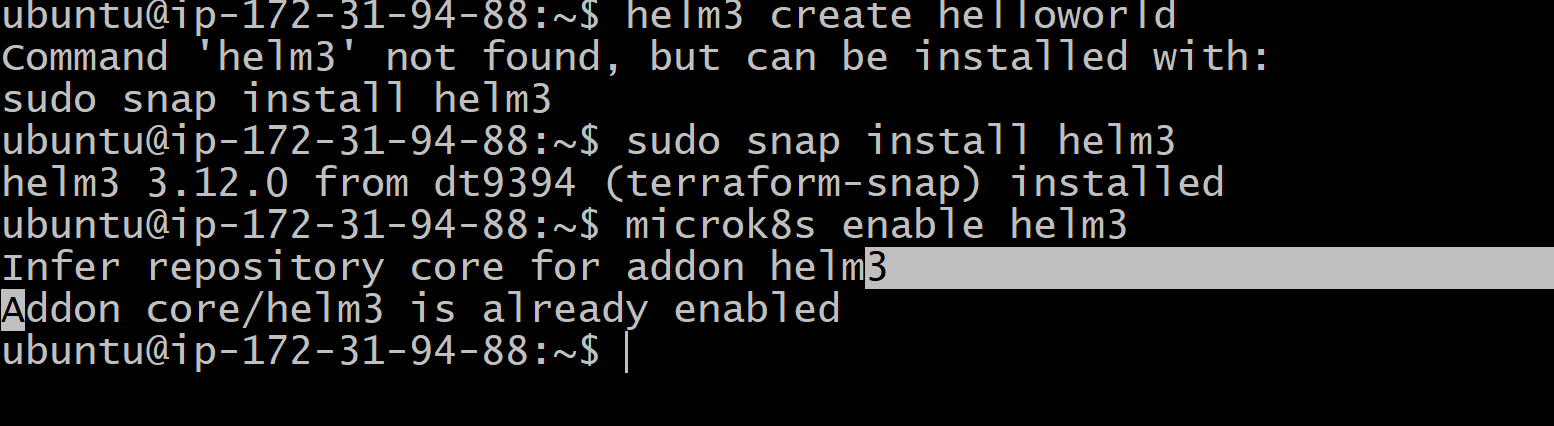 ubuntu@ip-172-31-94-88:~$ helm3 create helloworld
Command 'helm3' not found, but can be installed with:
sudo snap install helm3
ubuntu@ip-172-31-94-88:~$ sudo snap install helm3
helm3 3.12.0 from dt9394 (terraform-snap) installed
ubuntu@ip-172-31-94-88:~$ microk8s enable helm3
Infer repository core for addon helm3
Addon core/helm3 is already enabled
ubuntu@ip-172-31-94-88:~$